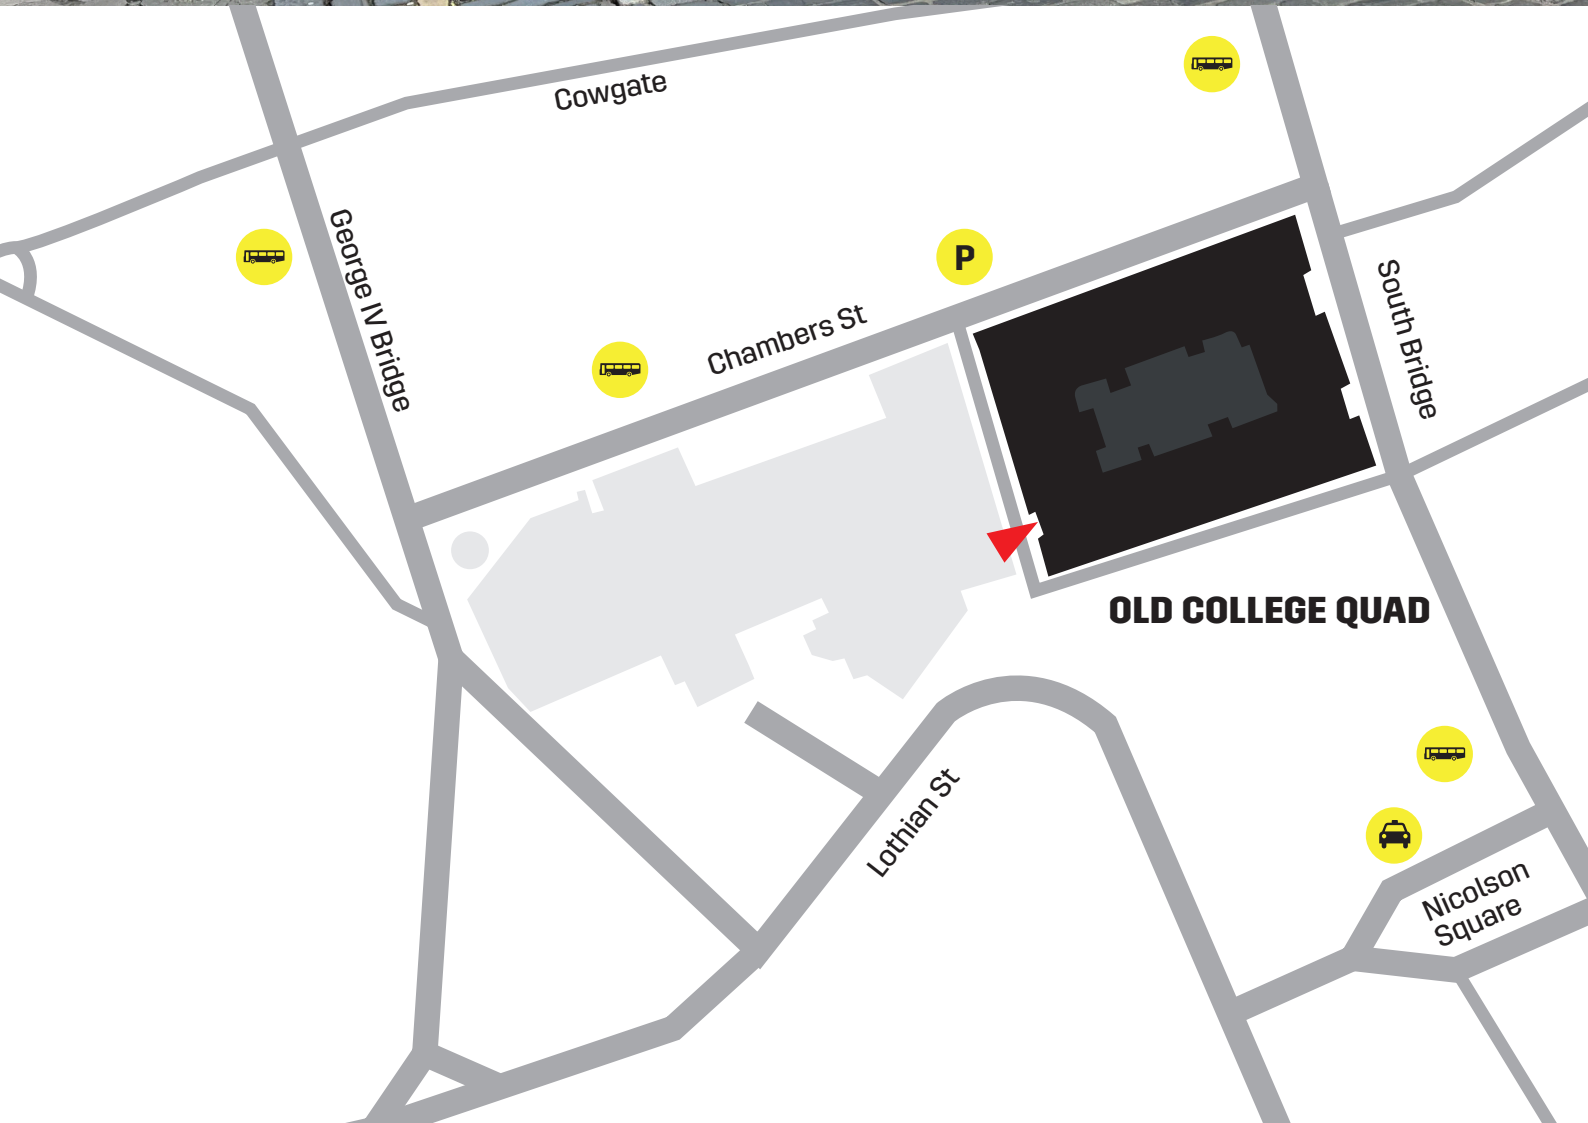 Cowgate
George IV Bridge
P
Chambers St
South Bridge
OLD COLLEGE QUAD
Lothian St
Nicolson
Square